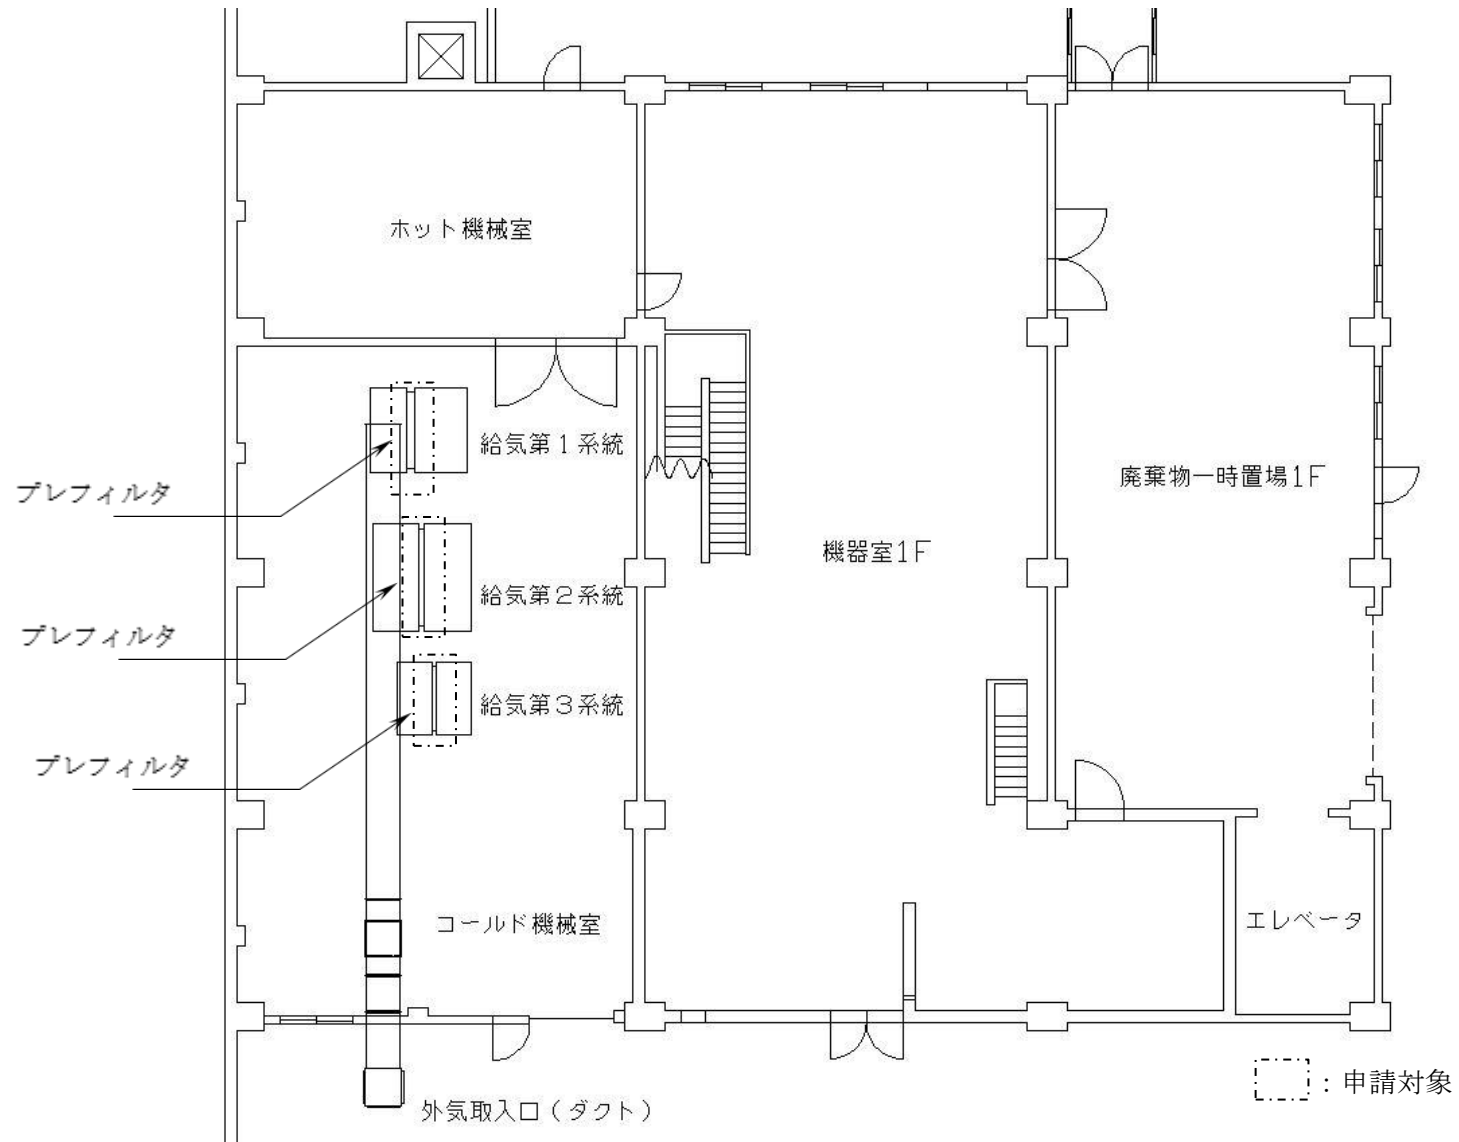 ホット機械室
給気第１系統
プレフィルタ
廃棄物一時置場1F
機器室1F
給気第２系統
プレフィルタ
給気第３系統
プレフィルタ
コールド機械室
エレベータ
外気取入口（ダクト）
：申請対象